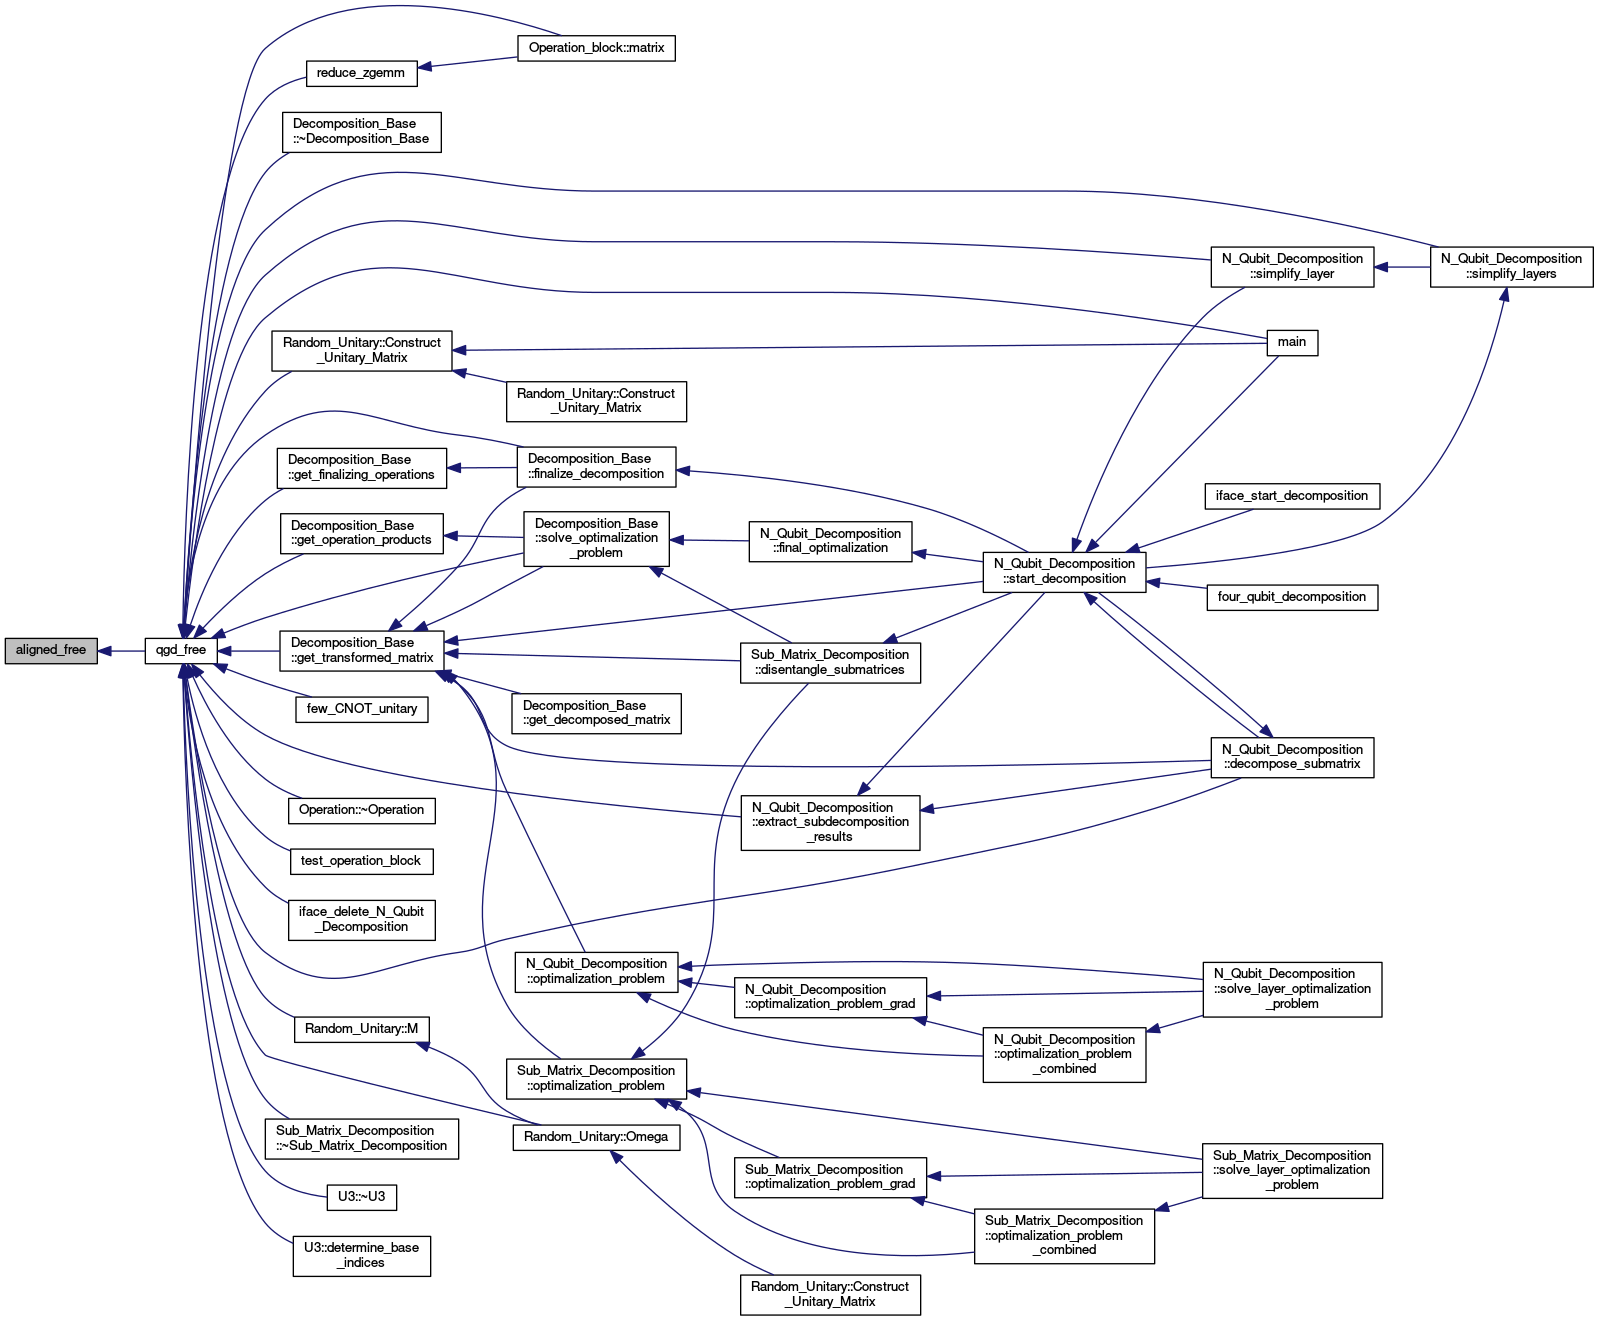 Operation_block::matrix
reduce_zgemm
Decomposition_Base
::~Decomposition_Base
N_Qubit_Decomposition
::simplify_layer
N_Qubit_Decomposition
::simplify_layers
Random_Unitary::Construct
_Unitary_Matrix
main
Random_Unitary::Construct
_Unitary_Matrix
Decomposition_Base
::get_finalizing_operations
Decomposition_Base
::finalize_decomposition
iface_start_decomposition
Decomposition_Base
::get_operation_products
Decomposition_Base
::solve_optimalization
_problem
N_Qubit_Decomposition
::final_optimalization
N_Qubit_Decomposition
::start_decomposition
four_qubit_decomposition
aligned_free
qgd_free
Decomposition_Base
::get_transformed_matrix
Sub_Matrix_Decomposition
::disentangle_submatrices
few_CNOT_unitary
Decomposition_Base
::get_decomposed_matrix
N_Qubit_Decomposition
::decompose_submatrix
Operation::~Operation
N_Qubit_Decomposition
::extract_subdecomposition
_results
test_operation_block
iface_delete_N_Qubit
_Decomposition
N_Qubit_Decomposition
::optimalization_problem
N_Qubit_Decomposition
::optimalization_problem_grad
N_Qubit_Decomposition
::solve_layer_optimalization
_problem
Random_Unitary::M
N_Qubit_Decomposition
::optimalization_problem
_combined
Sub_Matrix_Decomposition
::optimalization_problem
Sub_Matrix_Decomposition
::~Sub_Matrix_Decomposition
Random_Unitary::Omega
Sub_Matrix_Decomposition
::optimalization_problem_grad
Sub_Matrix_Decomposition
::solve_layer_optimalization
_problem
U3::~U3
Sub_Matrix_Decomposition
::optimalization_problem
_combined
U3::determine_base
_indices
Random_Unitary::Construct
_Unitary_Matrix